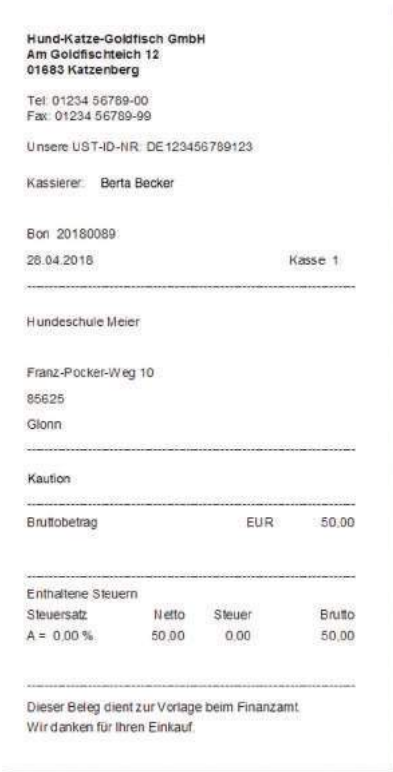 Hund-Katze-Goldfisch GmbH
Am Goldfischteich 12
01683 Katzenberg
Tel: 01234 56789-00
Fax: 01234 56789-99
Unsere UST-ID-NR: DE123456789123
Kassierer: Berta Becker
Bon 20180089
28.04.2018 Kasse 1
Hundeschule Meier
Franz-Pocker-Weg 10
85625
Glonn
Kaution
Bruttobetrag EUR 50,00
Enthaltene Steuern
Steuersatz Netto Steuer Brutto
A = 0,00 % 50,00 0,00 50,00
Dieser Beleg dient zur Vorlage beim Finanzamt.
Wir danken für Ihren Einkauf.